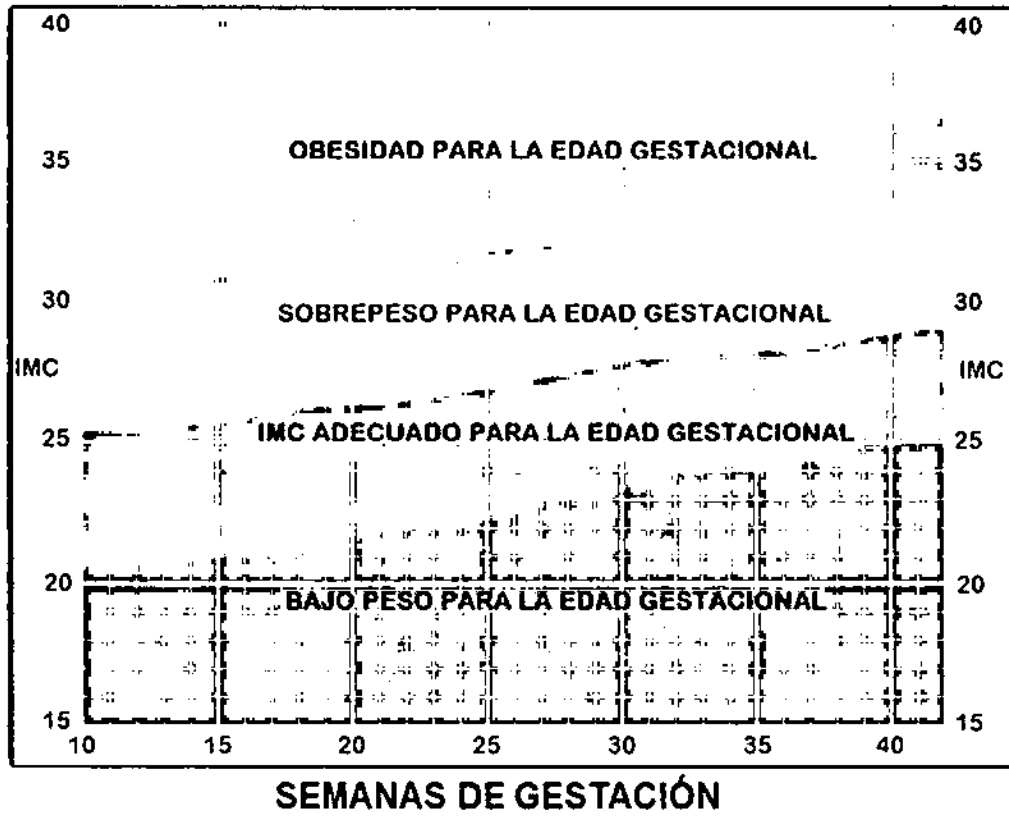 40 40
OBESIDAD PARA LA EDAD GESTACIONAL
35 35
30 30
SOBREPESO PARA LA EDAD GESTACIONAL
IMC IMC
25 IMC ADECUADO PARA LA EDAD GESTACIONAL 25
20 20
BAJO PESO PARA LA EDAD GESTACIONAL
15 15
10 15 20 25 30 35 40
SEMANAS DE GESTACIÓN